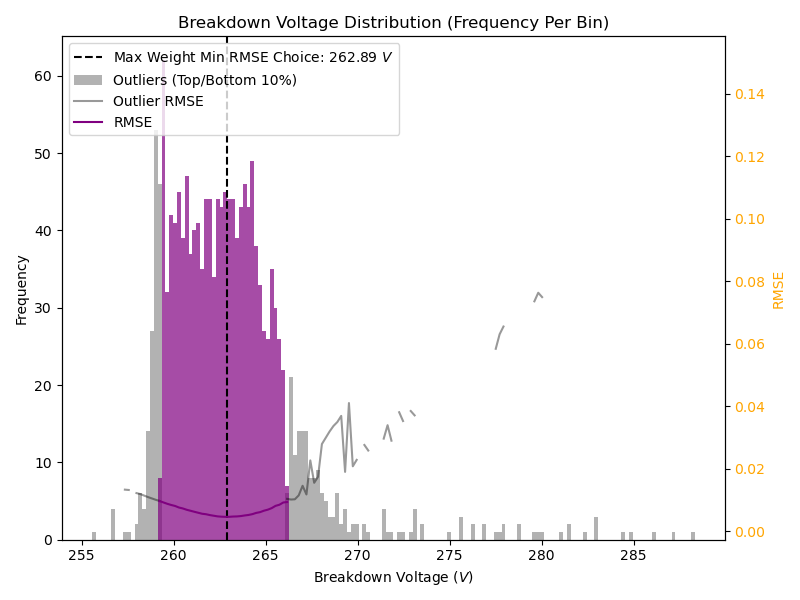 Breakdown Voltage Distribution (Frequency Per Bin)
Max Weight Min RMSE Choice: 262.89 V
Outliers (Top/Bottom 10%)
Outlier RMSE
RMSE
60
50
40
30
20
10
0
Frequency
0.14
0.12
0.10
0.08
0.06
0.04
0.02
0.00
RMSE
255 260 265 270 275 280 285
Breakdown Voltage (V)